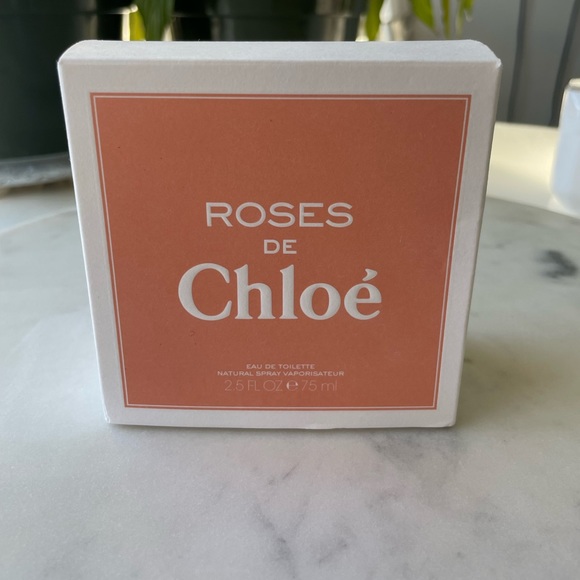 ROSES
DE
Chloé
EAU DE TOILETTE
NATURAL SPRAY VAPORISATEUR
2.5 FL OZ ℮ 75 ml